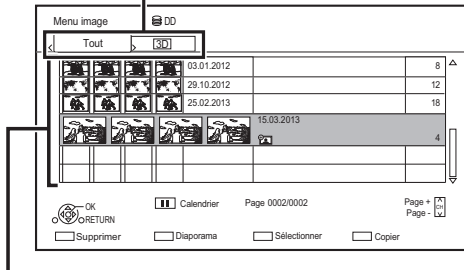 Menu image DD
Tout 3D
03.01.2012 8
29.10.2012 12
25.02.2013 18
15.03.2013
4
OK
RETURN
Calendrier Page 0002/0002 Page + CH
Page -
Supprimer Diaporama Sélectionner Copier